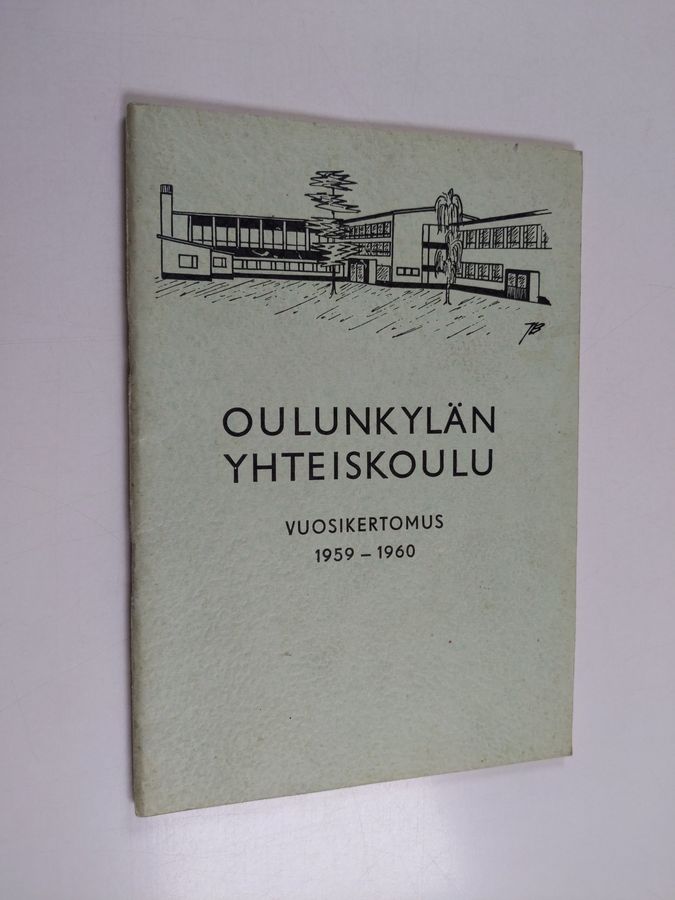 OULUNKYLÄN
YHTEISKOULU
VUOSIKERTOMUS
1959 – 1960